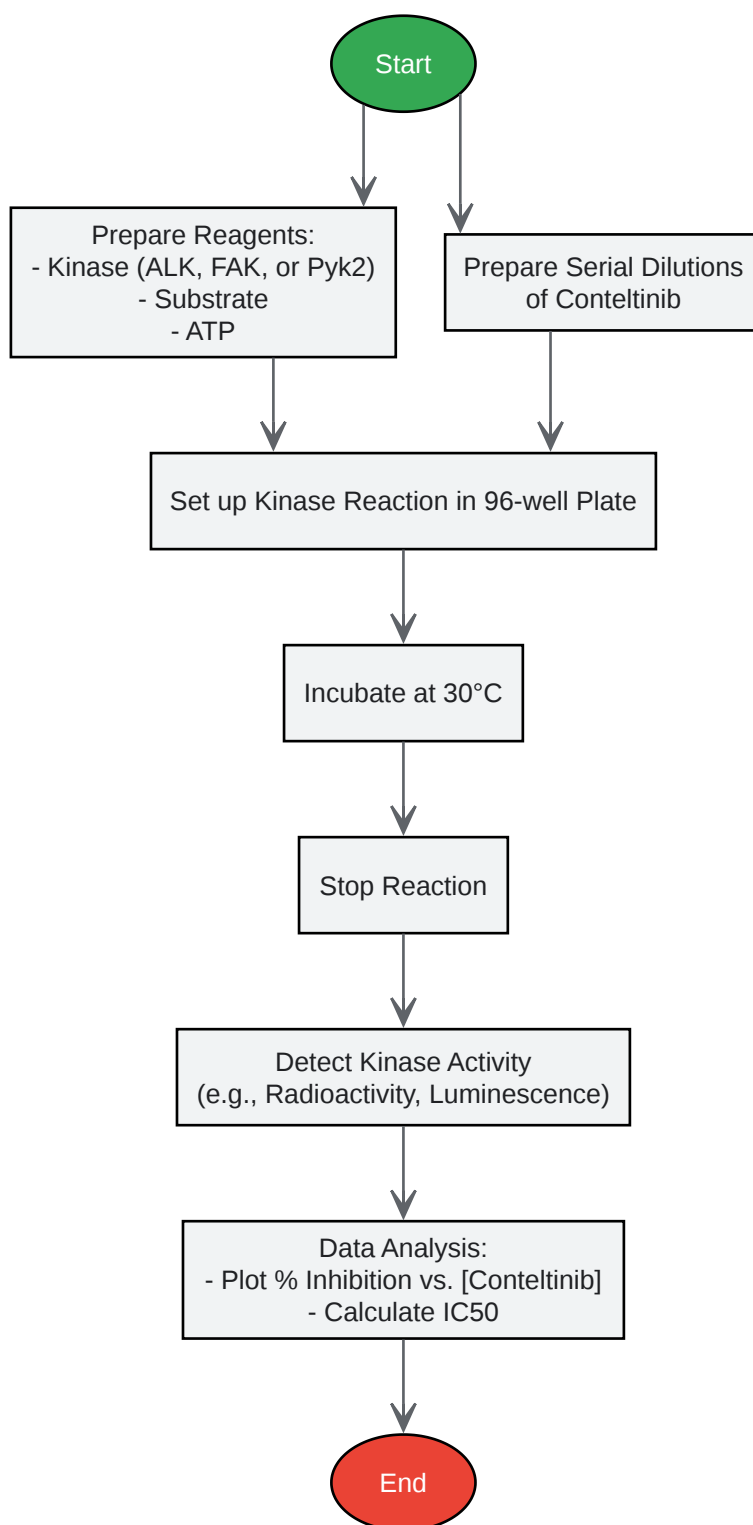 Start
Prepare Reagents:
- Kinase (ALK, FAK, or Pyk2)
- Substrate
- ATP
Prepare Serial Dilutions
of Conteltinib
Set up Kinase Reaction in 96-well Plate
Incubate at 30°C
Stop Reaction
Detect Kinase Activity
(e.g., Radioactivity, Luminescence)
Data Analysis:
- Plot % Inhibition vs. [Conteltinib]
- Calculate IC50
End